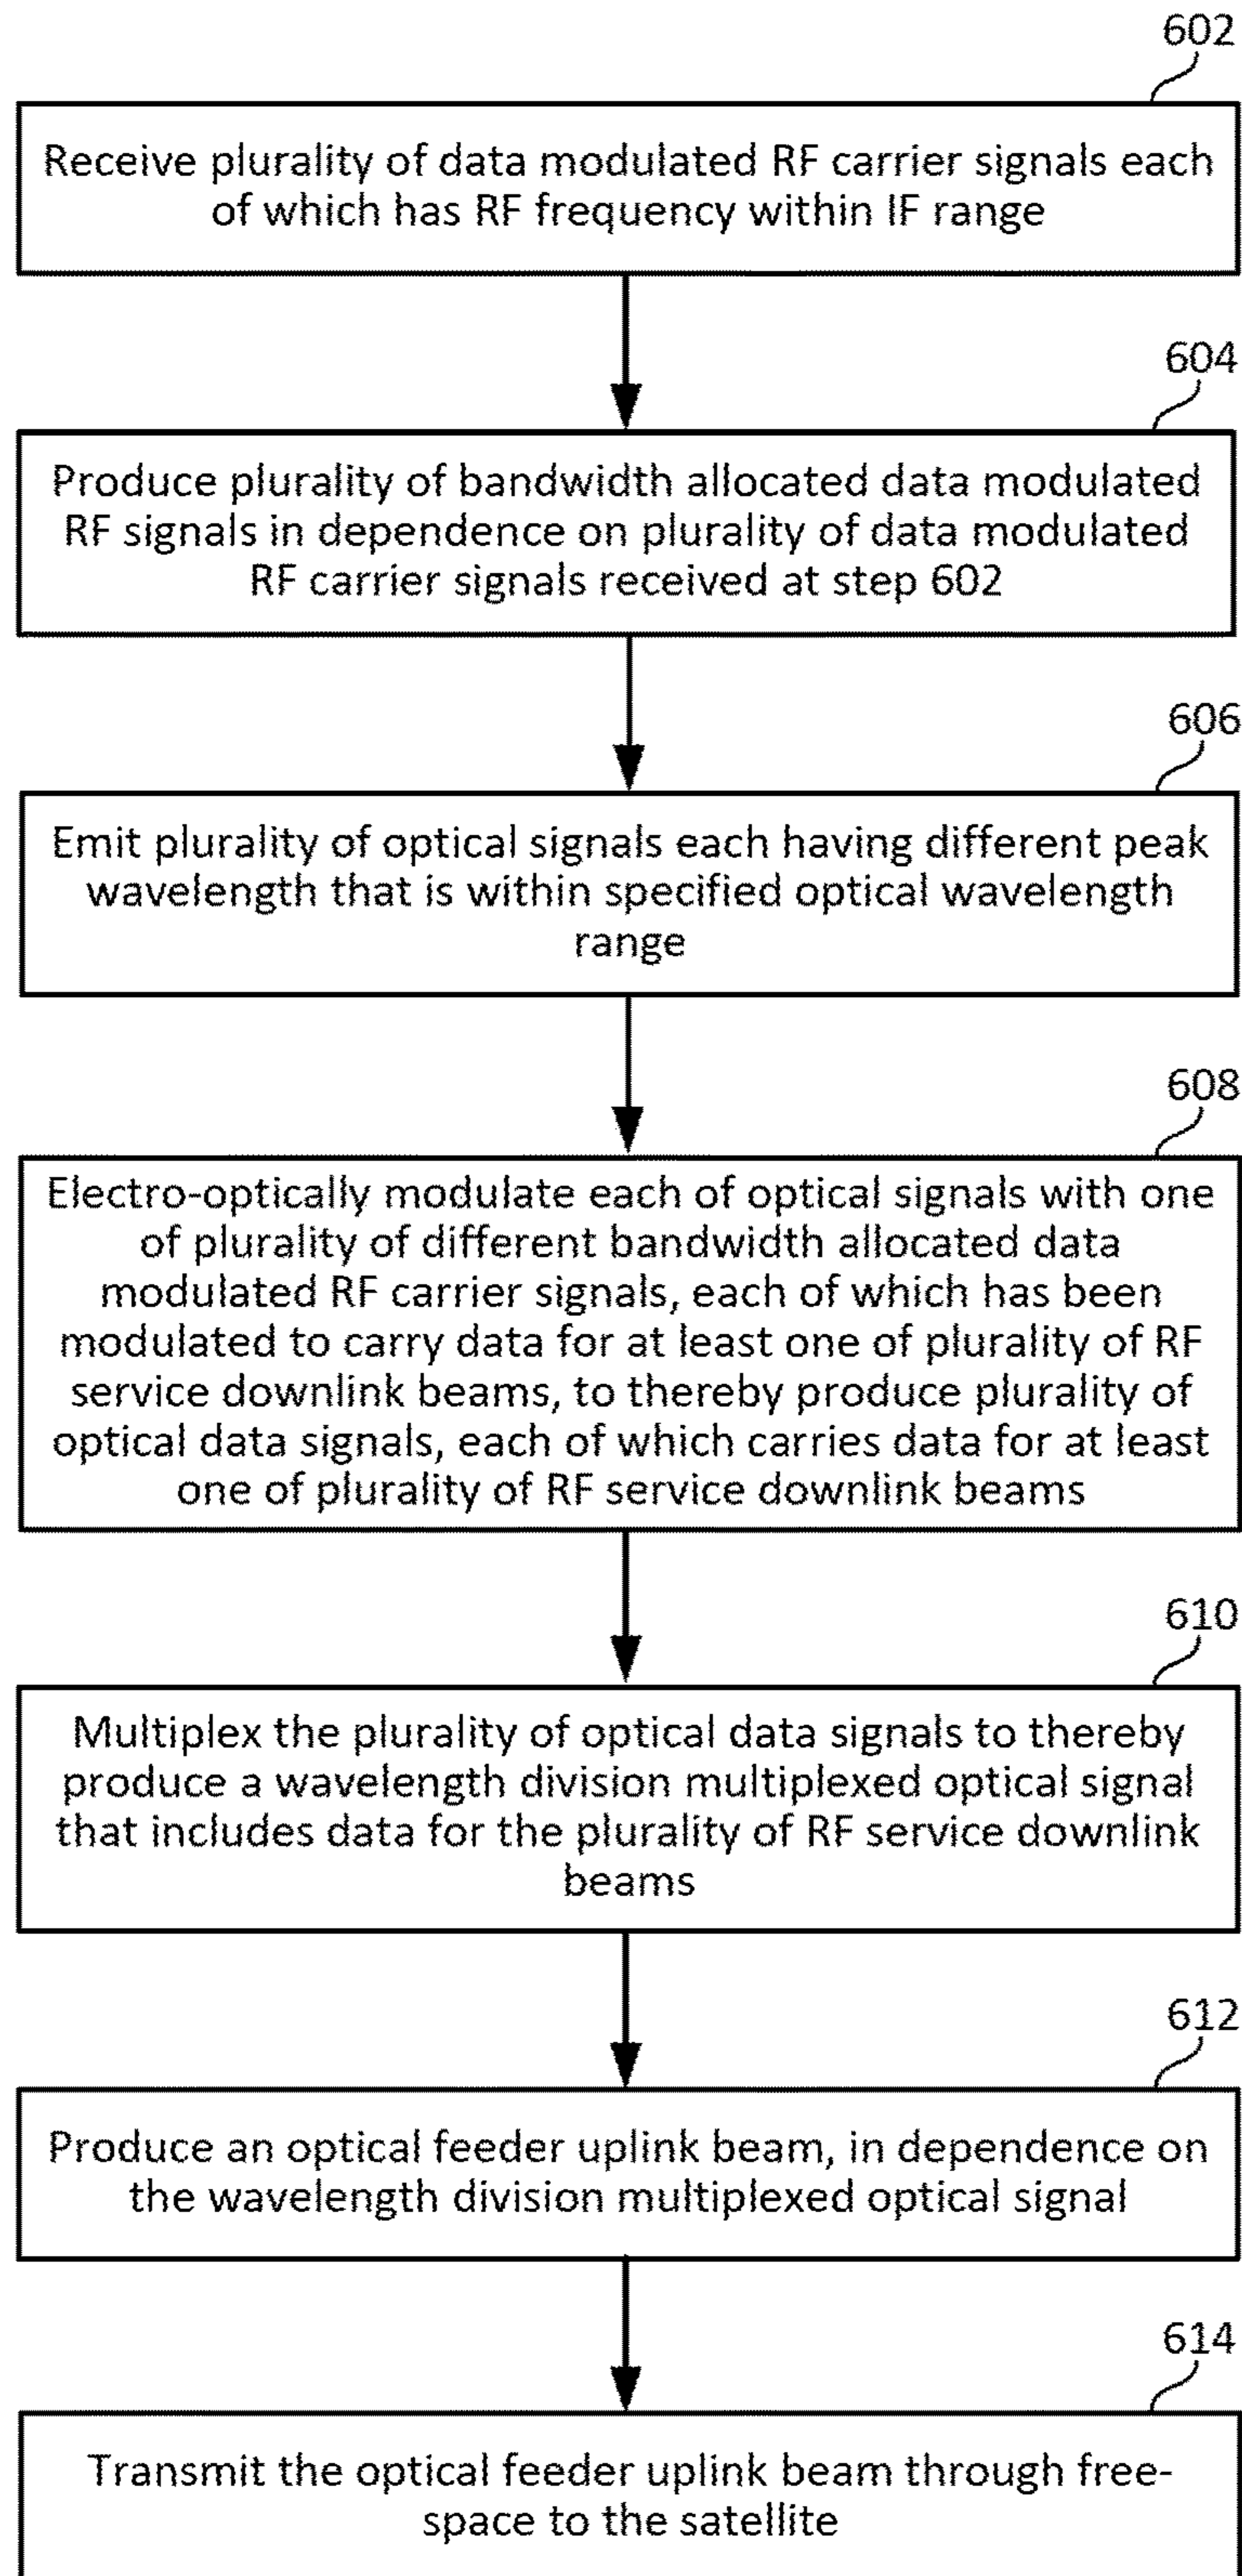 602
Receive plurality of data modulated RF carrier signals each
of which has RF frequency within IF range
604
Produce plurality of bandwidth allocated data modulated
RF signals in dependence on plurality of data modulated
RF carrier signals received at step 602
606
Emit plurality of optical signals each having different peak
wavelength that is within specified optical wavelength
range
608
Electro-optically modulate each of optical signals with one
of plurality of different bandwidth allocated data
modulated RF carrier signals, each of which has been
modulated to carry data for at least one of plurality of RF
service downlink beams, to thereby produce plurality of
optical data signals, each of which carries data for at least
one of plurality of RF service downlink beams
610
Multiplex the plurality of optical data signals to thereby
produce a wavelength division multiplexed optical signal
that includes data for the plurality of RF service downlink
beams
612
Produce an optical feeder uplink beam, in dependence on
the wavelength division multiplexed optical signal
614
Transmit the optical feeder uplink beam through free-
space to the satellite